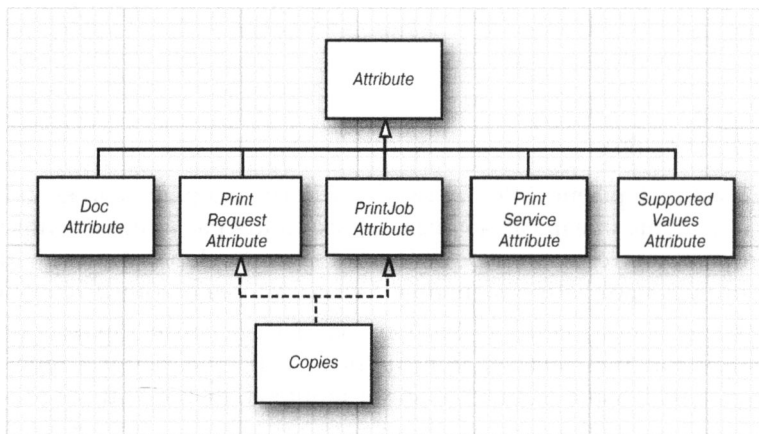 Attribute
Doc
Attribute
Print
Request
Attribute
PrintJob
Attribute
Print
Service
Attribute
Supported
Values
Attribute
Copies